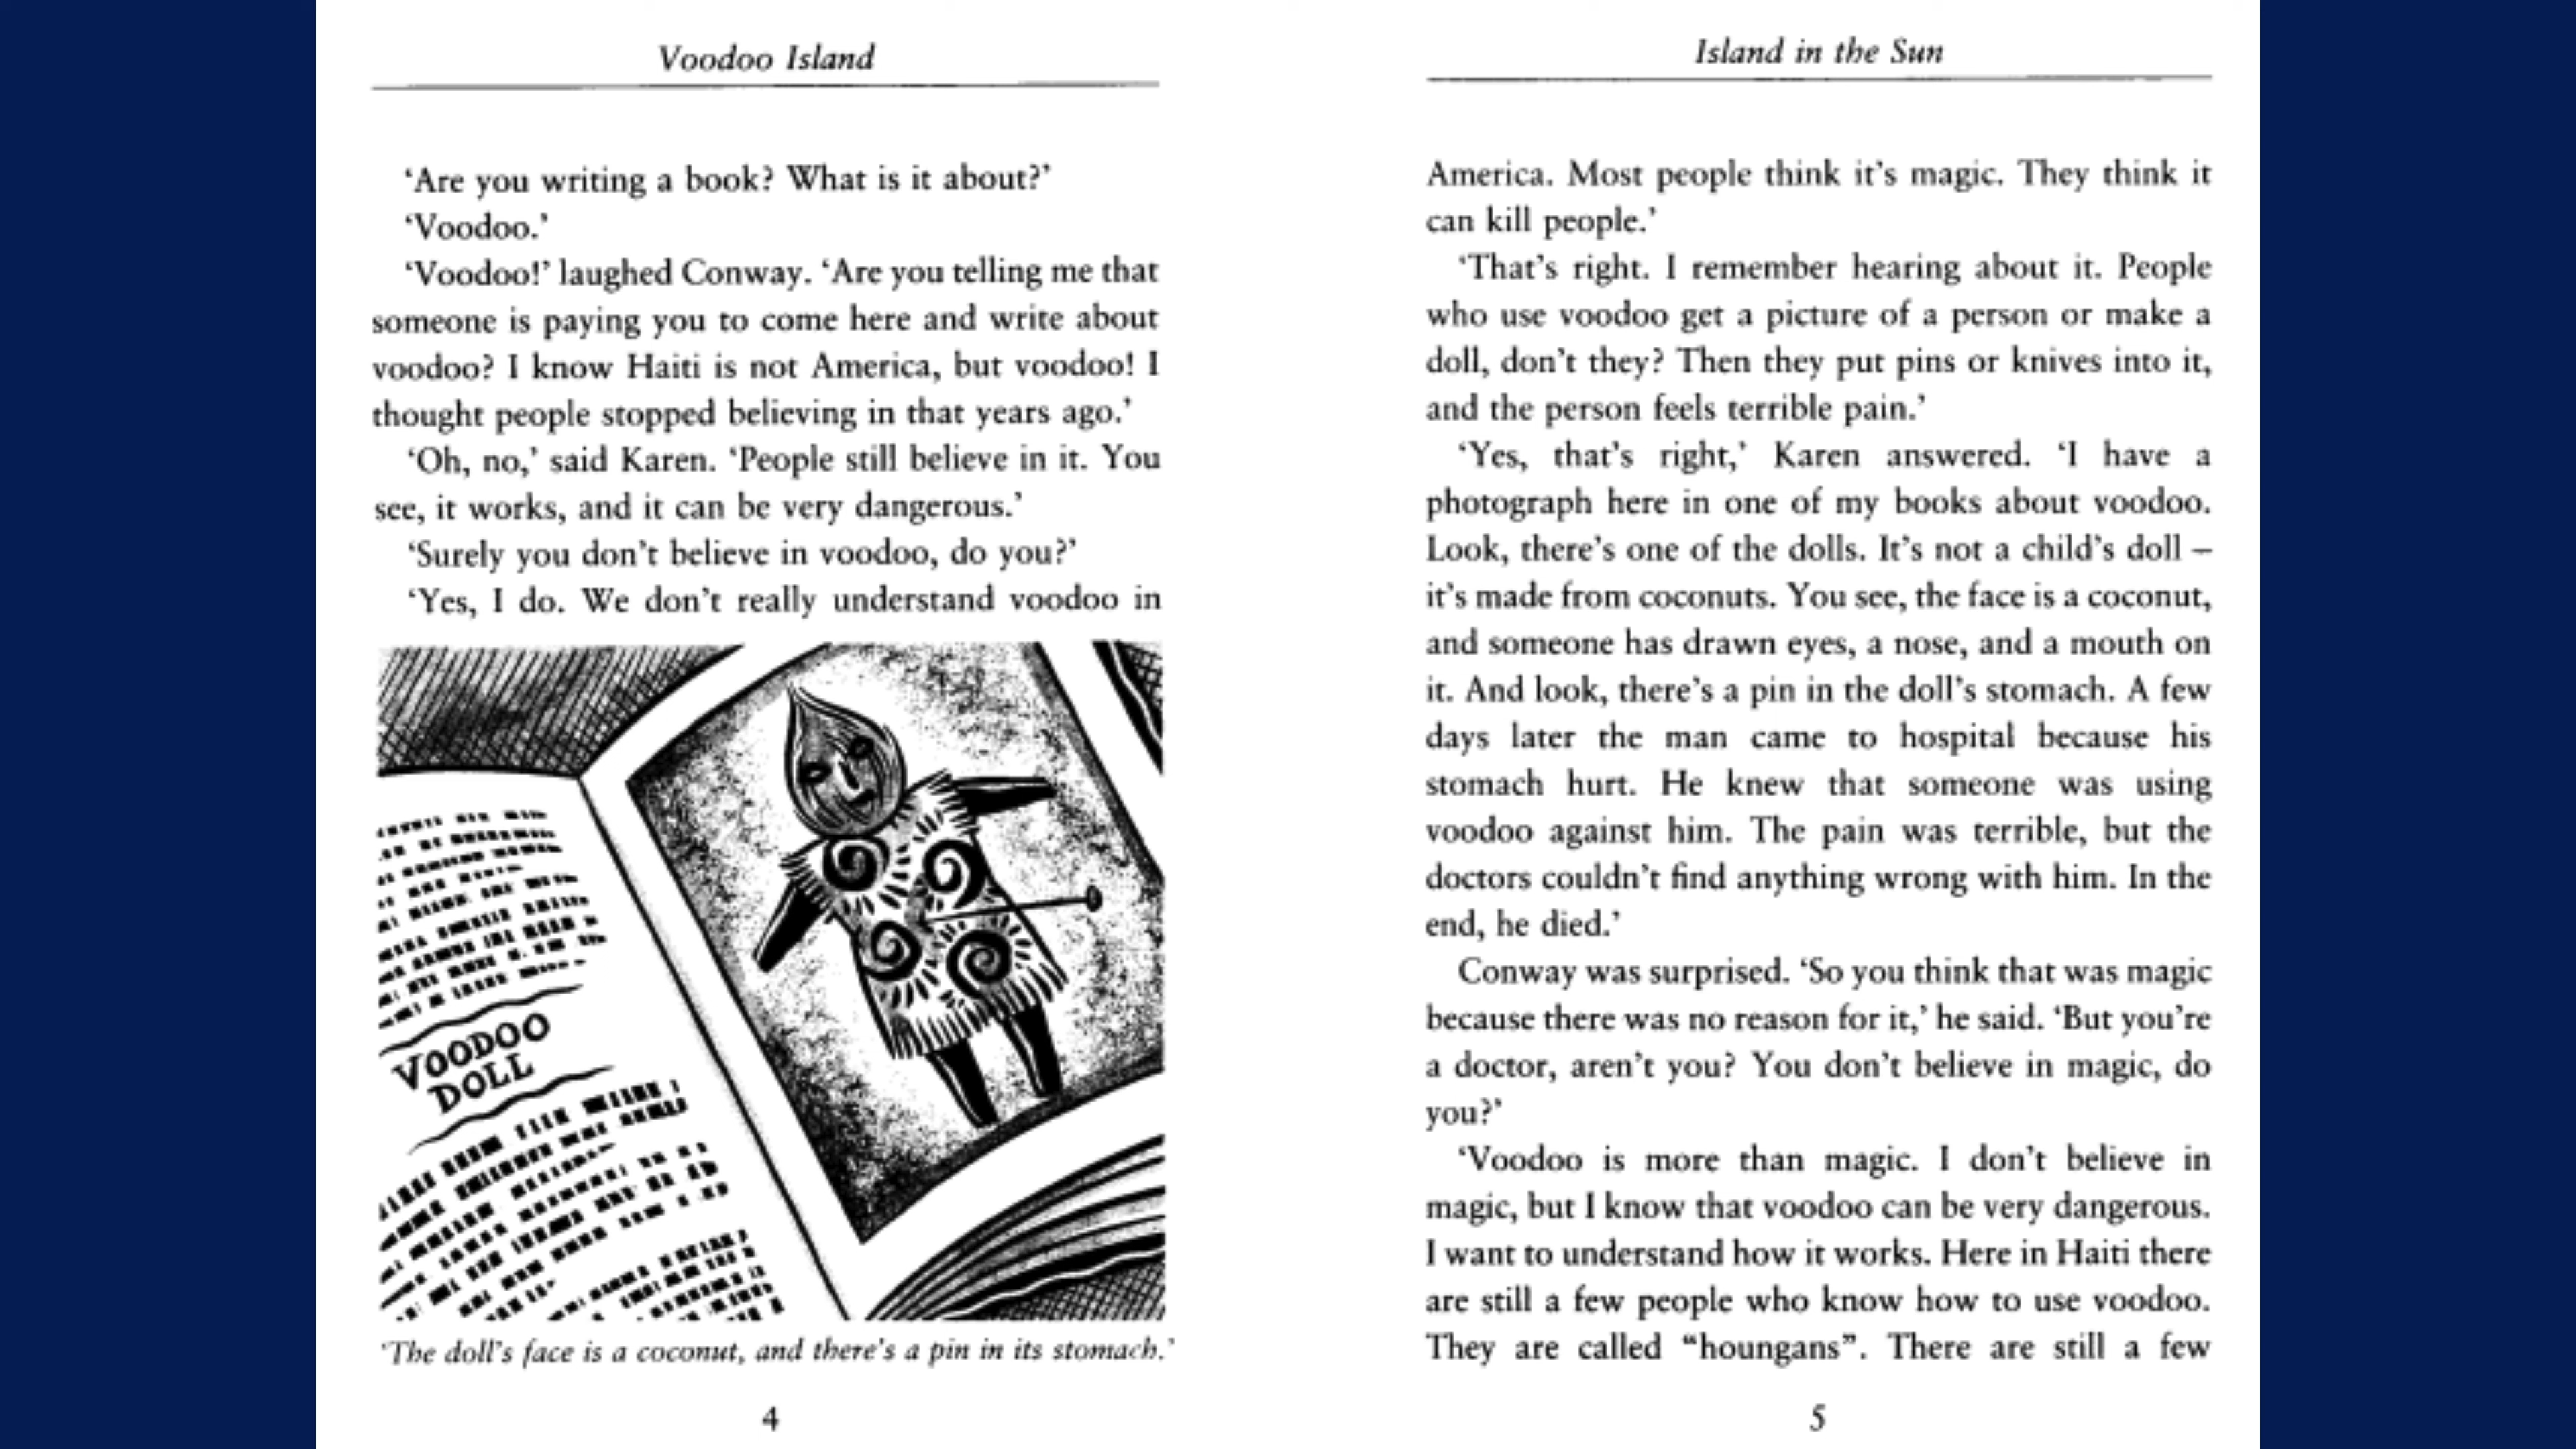 Voodoo Island
‘Are you writing a book? What is it about?’
‘Voodoo.’
‘Voodoo!’ laughed Conway. ‘Are you telling me that
someone is paying you to come here and write about
voodoo? I know Haiti is not America, but voodoo! I
thought people stopped believing in that years ago.’
‘Oh, no,’ said Karen. ‘People still believe in it. You
see, it works, and it can be very dangerous.’
‘Surely you don’t believe in voodoo, do you?’
‘Yes, I do. We don’t really understand voodoo in
VOODOO
DOLL
‘The doll’s face is a coconut, and there’s a pin in its stomach.’
4
Island in the Sun
America. Most people think it’s magic. They think it
can kill people.’
‘That’s right. I remember hearing about it. People
who use voodoo get a picture of a person or make a
doll, don’t they? Then they put pins or knives into it,
and the person feels terrible pain.’
‘Yes, that’s right,’ Karen answered. ‘I have a
photograph here in one of my books about voodoo.
Look, there’s one of the dolls. It’s not a child’s doll –
it’s made from coconuts. You see, the face is a coconut,
and someone has drawn eyes, a nose, and a mouth on
it. And look, there’s a pin in the doll’s stomach. A few
days later the man came to hospital because his
stomach hurt. He knew that someone was using
voodoo against him. The pain was terrible, but the
doctors couldn’t find anything wrong with him. In the
end, he died.’
Conway was surprised. ‘So you think that was magic
because there was no reason for it,’ he said. ‘But you’re
a doctor, aren’t you? You don’t believe in magic, do
you?’
‘Voodoo is more than magic. I don’t believe in
magic, but I know that voodoo can be very dangerous.
I want to understand how it works. Here in Haiti there
are still a few people who know how to use voodoo.
They are called “houngans”. There are still a few
5